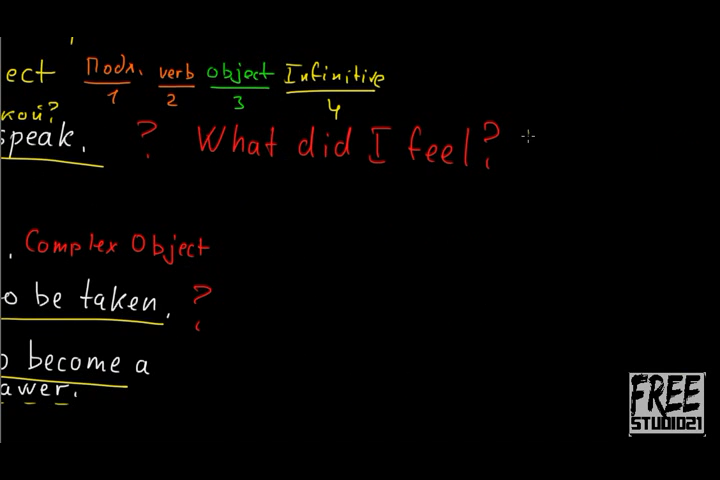 ect Подл. verb object Infinitive
1 2 3 4
кой?
speak. ? What did I feel?
. Complex Object
o be taken. ?
o become a
awer.
FREE
STUDIO21